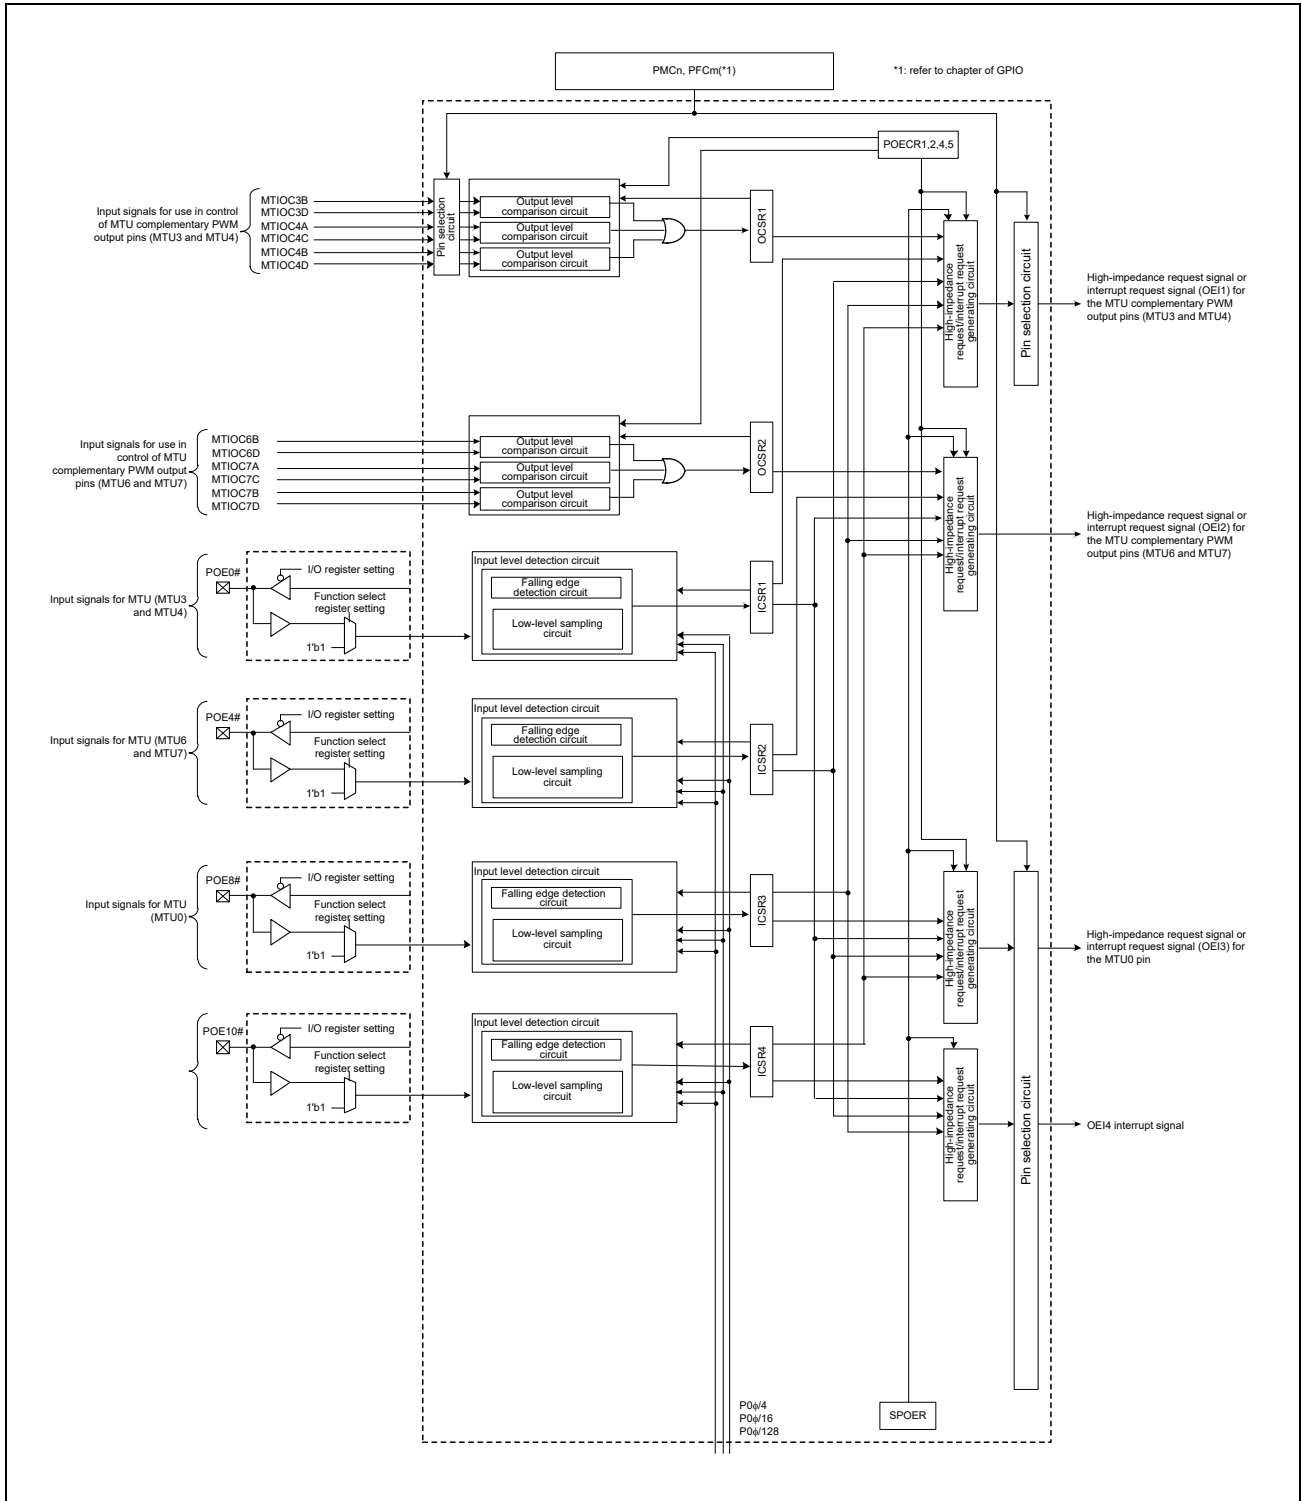 PMCn, PFCm(*1)
*1: refer to chapter of GPIO
POECR1,2,4,5
Input signals for use in control
of MTU complementary PWM
output pins (MTU3 and MTU4)
MTIOC3B
MTIOC3D
MTIOC4A
MTIOC4C
MTIOC4B
MTIOC4D
Pin selection
circuit
Output level
comparison circuit
Output level
comparison circuit
Output level
comparison circuit
OCSR1
High-impedance
request/interrupt request
generating circuit
Pin selection circuit
High-impedance request signal or
interrupt request signal (OEI1) for
the MTU complementary PWM
output pins (MTU3 and MTU4)
Input signals for use in
control of MTU
complementary PWM output
pins (MTU6 and MTU7)
MTIOC6B
MTIOC6D
MTIOC7A
MTIOC7C
MTIOC7B
MTIOC7D
Output level
comparison circuit
Output level
comparison circuit
Output level
comparison circuit
OCSR2
High-impedance
request/interrupt request
generating circuit
High-impedance request signal or
interrupt request signal (OEI2) for
the MTU complementary PWM
output pins (MTU6 and MTU7)
Input signals for MTU (MTU3
and MTU4)
POE0#
I/O register setting
Function select
register setting
1'b1
Input level detection circuit
Falling edge
detection circuit
Low-level sampling
circuit
ICSR1
Input signals for MTU (MTU6
and MTU7)
POE4#
I/O register setting
Function select
register setting
1'b1
Input level detection circuit
Falling edge
detection circuit
Low-level sampling
circuit
ICSR2
Input signals for MTU
(MTU0)
POE8#
I/O register setting
Function select
register setting
1'b1
Input level detection circuit
Falling edge detection
circuit
Low-level sampling
circuit
ICSR3
High-impedance
request/interrupt request
generating circuit
High-impedance request signal or
interrupt request signal (OEI3) for
the MTU0 pin
POE10#
I/O register setting
Function select
register setting
1'b1
Input level detection circuit
Falling edge detection
circuit
Low-level sampling
circuit
ICSR4
High-impedance
request/interrupt request
generating circuit
Pin selection circuit
OEI4 interrupt signal
P0ϕ/4
P0ϕ/16
P0ϕ/128
SPOER